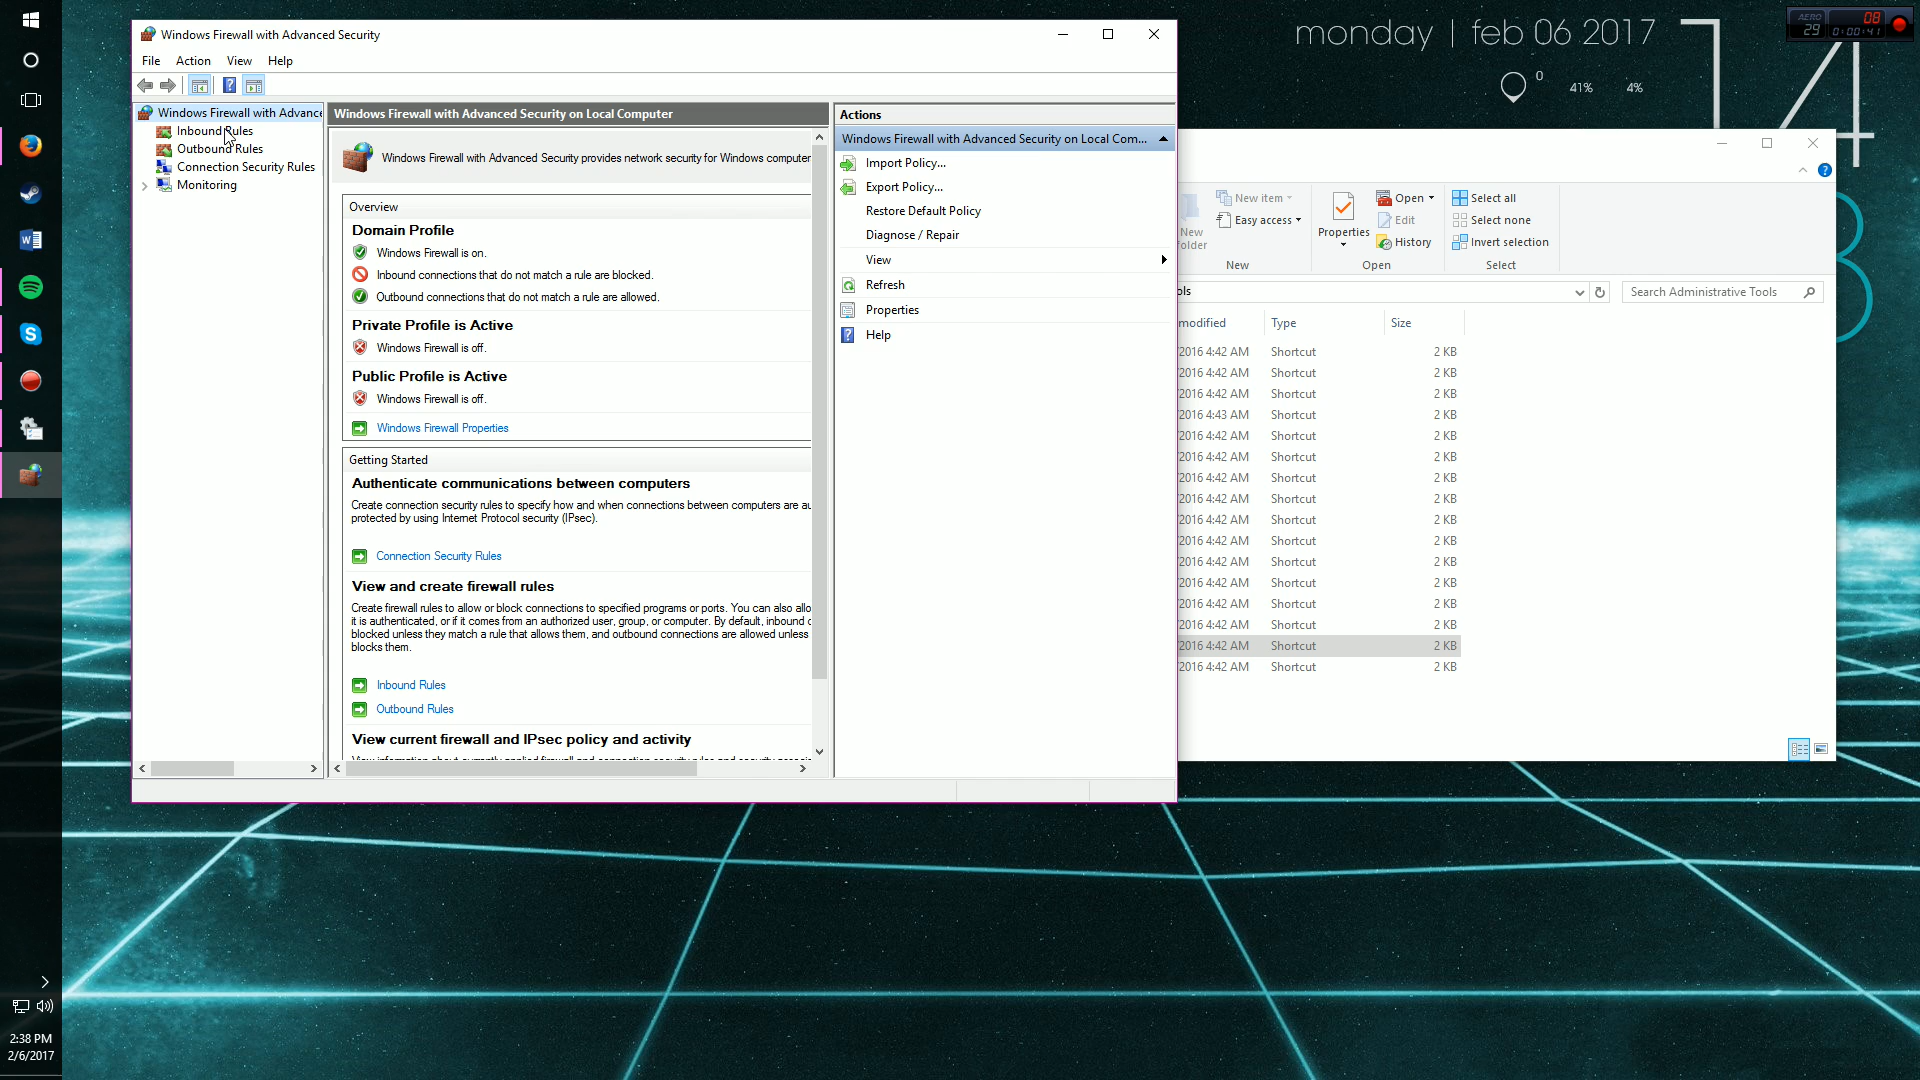 Windows Firewall with Advanced Security
File Action View Help
Windows Firewall with Advance
Inbound Rules
Outbound Rules
Connection Security Rules
Monitoring
Windows Firewall with Advanced Security on Local Computer
Windows Firewall with Advanced Security provides network security for Windows computer
Overview
Domain Profile
Windows Firewall is on.
Inbound connections that do not match a rule are blocked.
Outbound connections that do not match a rule are allowed.
Private Profile is Active
Windows Firewall is off.
Public Profile is Active
Windows Firewall is off.
Windows Firewall Properties
Getting Started
Authenticate communications between computers
Create connection security rules to specify how and when connections between computers are au
protected by using Internet Protocol security (IPsec).
Connection Security Rules
View and create firewall rules
Create firewall rules to allow or block connections to specified programs or ports. You can also allo
it is authenticated, or if it comes from an authorized user, group, or computer. By default, inbound c
blocked unless they match a rule that allows them, and outbound connections are allowed unless
blocks them.
Inbound Rules
Outbound Rules
View current firewall and IPsec policy and activity
Actions
Windows Firewall with Advanced Security on Local Com...
Import Policy...
Export Policy...
Restore Default Policy
Diagnose / Repair
View
Refresh
Properties
Help
monday | feb 06 2017
0
41% 4%
14
AERO
29
08
0:00:41
New
folder
New item
Easy access
New
Properties
Open
Edit
History
Open
Select all
Select none
Invert selection
Select
ols
Search Administrative Tools
modified Type Size
2016 4:42 AM Shortcut 2 KB
2016 4:42 AM Shortcut 2 KB
2016 4:42 AM Shortcut 2 KB
2016 4:43 AM Shortcut 2 KB
2016 4:42 AM Shortcut 2 KB
2016 4:42 AM Shortcut 2 KB
2016 4:42 AM Shortcut 2 KB
2016 4:42 AM Shortcut 2 KB
2016 4:42 AM Shortcut 2 KB
2016 4:42 AM Shortcut 2 KB
2016 4:42 AM Shortcut 2 KB
2016 4:42 AM Shortcut 2 KB
2016 4:42 AM Shortcut 2 KB
2016 4:42 AM Shortcut 2 KB
2016 4:42 AM Shortcut 2 KB
2016 4:42 AM Shortcut 2 KB
2:38 PM
2/6/2017